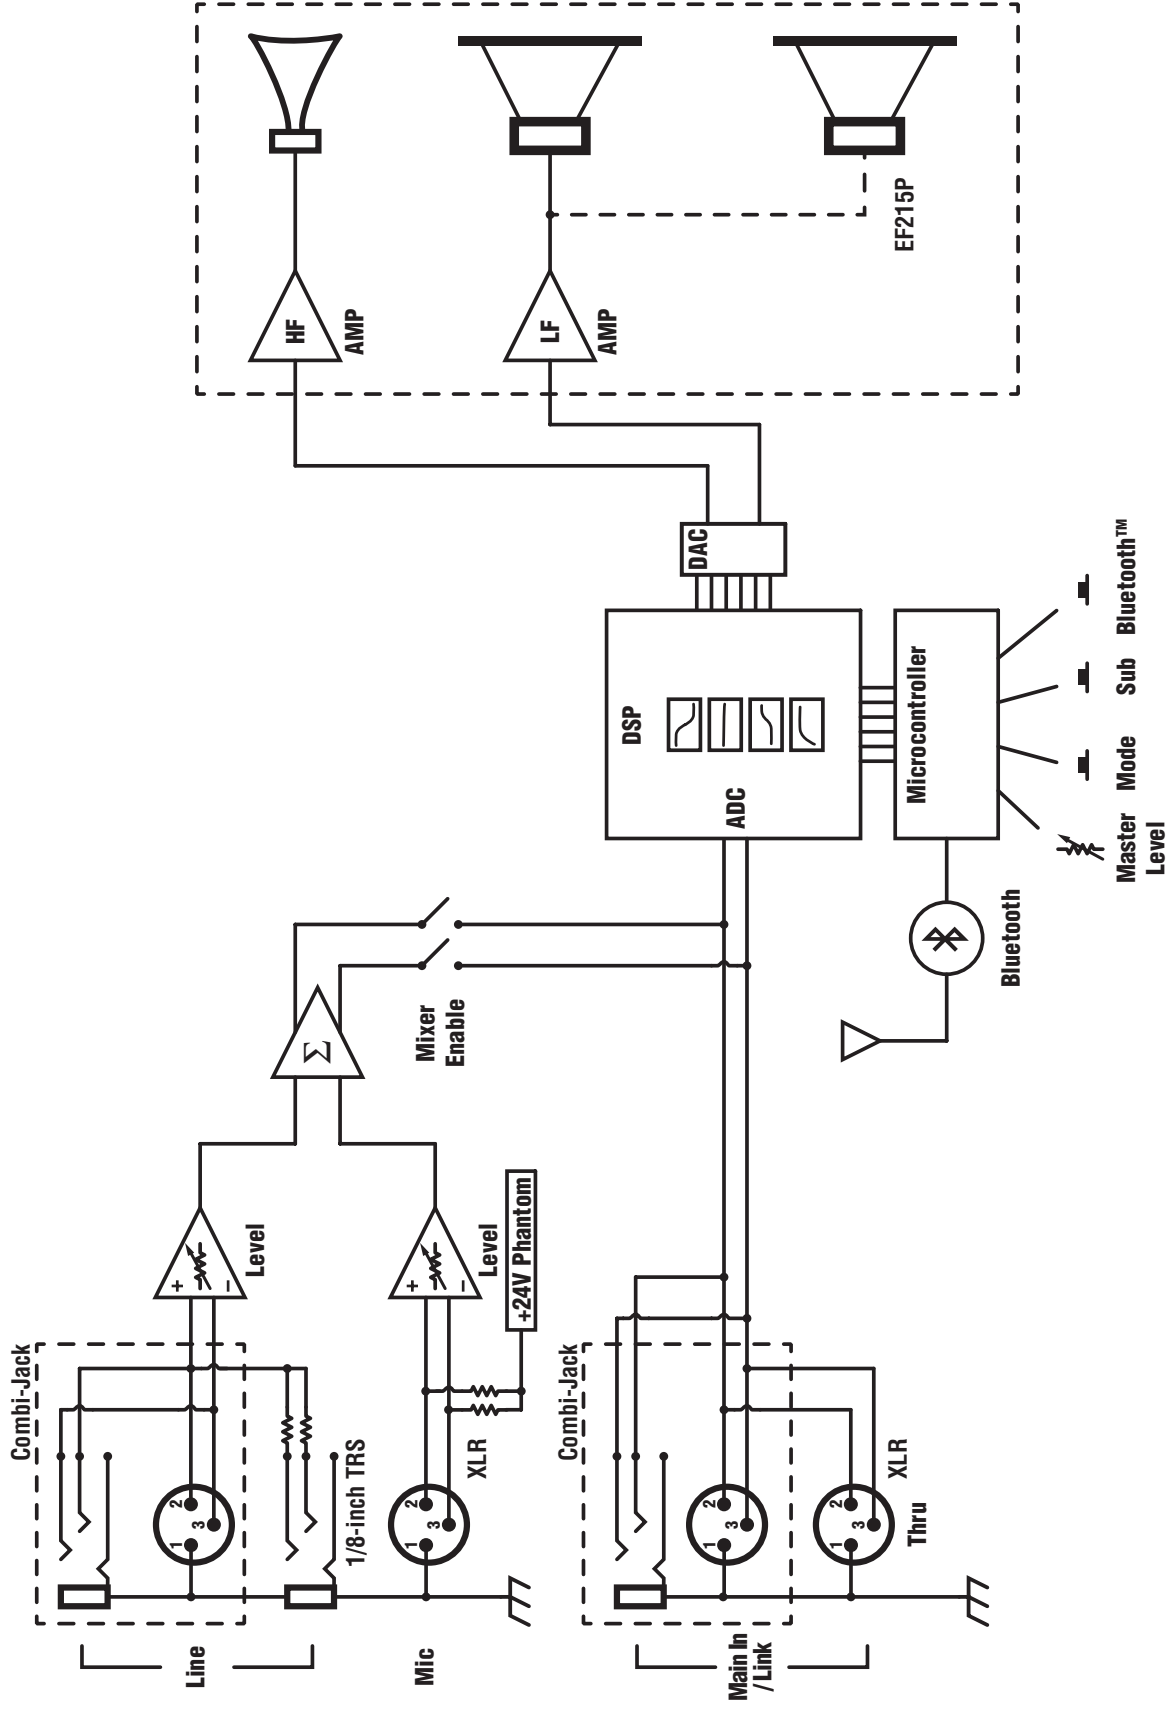 Line
Combi-Jack
2
3
1
1/8-inch TRS
+
–
Level
Mic
2
3
1
XLR
+
–
Level
+24V Phantom
Σ
Mixer
Enable
Main In
/ Link
Combi-Jack
2
3
1
2
3
1
XLR
Thru
ADC
DSP
DAC
Microcontroller
Bluetooth
Master
Level
Mode
Sub
Bluetooth™
HF
AMP
LF
AMP
EF215P